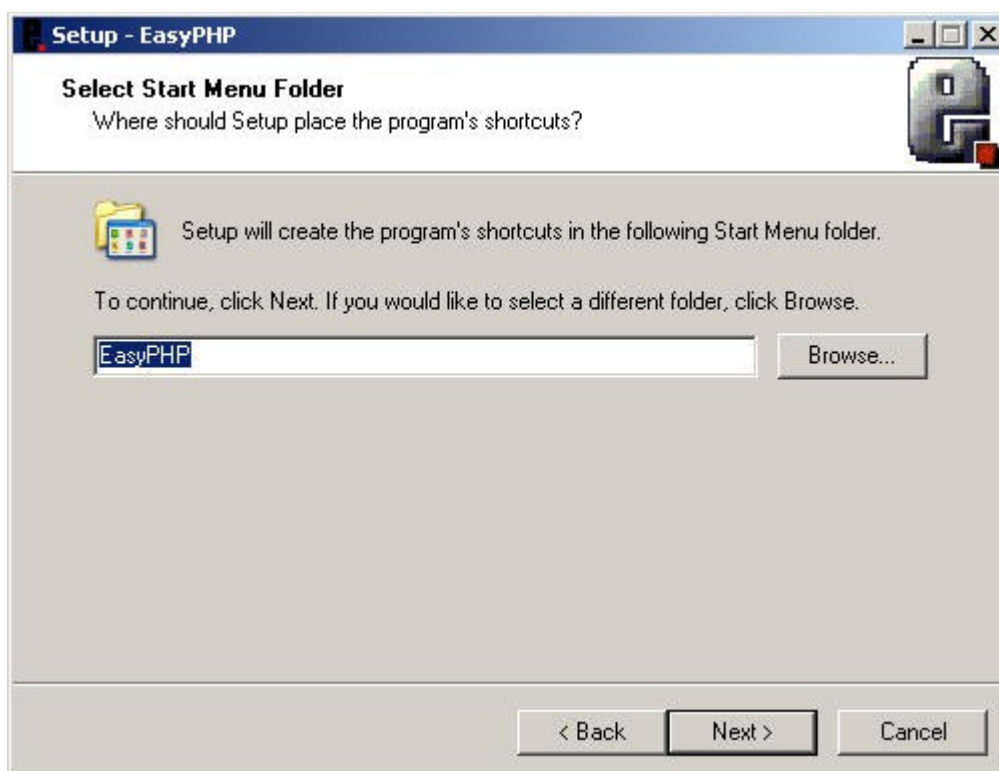 Setup - EasyPHP
Select Start Menu Folder
Where should Setup place the program's shortcuts?
Setup will create the program's shortcuts in the following Start Menu folder.
To continue, click Next. If you would like to select a different folder, click Browse.
EasyPHP
Browse...
< Back
Next >
Cancel